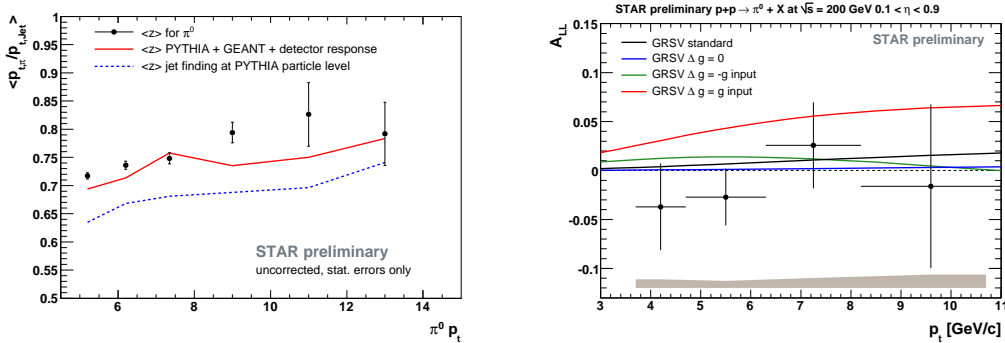 <p_t,π/p_t,Jet>
0.9
0.85
0.8
0.75
0.7
0.65
0.6
0.55
0.5
<z> for π⁰
<z> PYTHIA + GEANT + detector response
<z> jet finding at PYTHIA particle level
STAR preliminary
uncorrected, stat. errors only
6 8 10 12 14
π⁰ p_t
STAR preliminary p+p → π⁰ + X at √s = 200 GeV 0.1 < η < 0.9
A_LL
0.15
0.1
0.05
0
-0.05
-0.1
GRSV standard
GRSV Δ g = 0
GRSV Δ g = -g input
GRSV Δ g = g input
STAR preliminary
3 4 5 6 7 8 9 10 11
p_t [GeV/c]